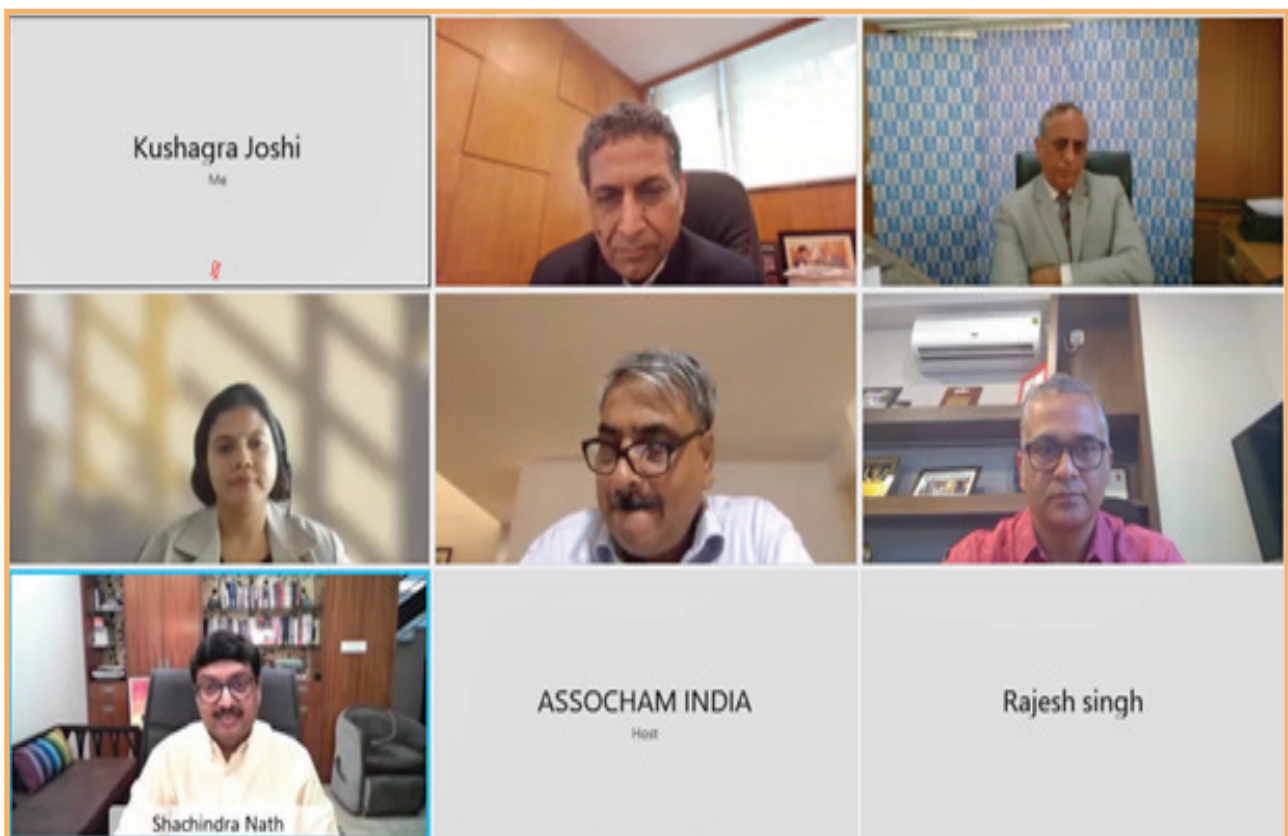 Kushagra Joshi
Me
Shachindra Nath
ASSOCHAM INDIA
Host
Rajesh singh